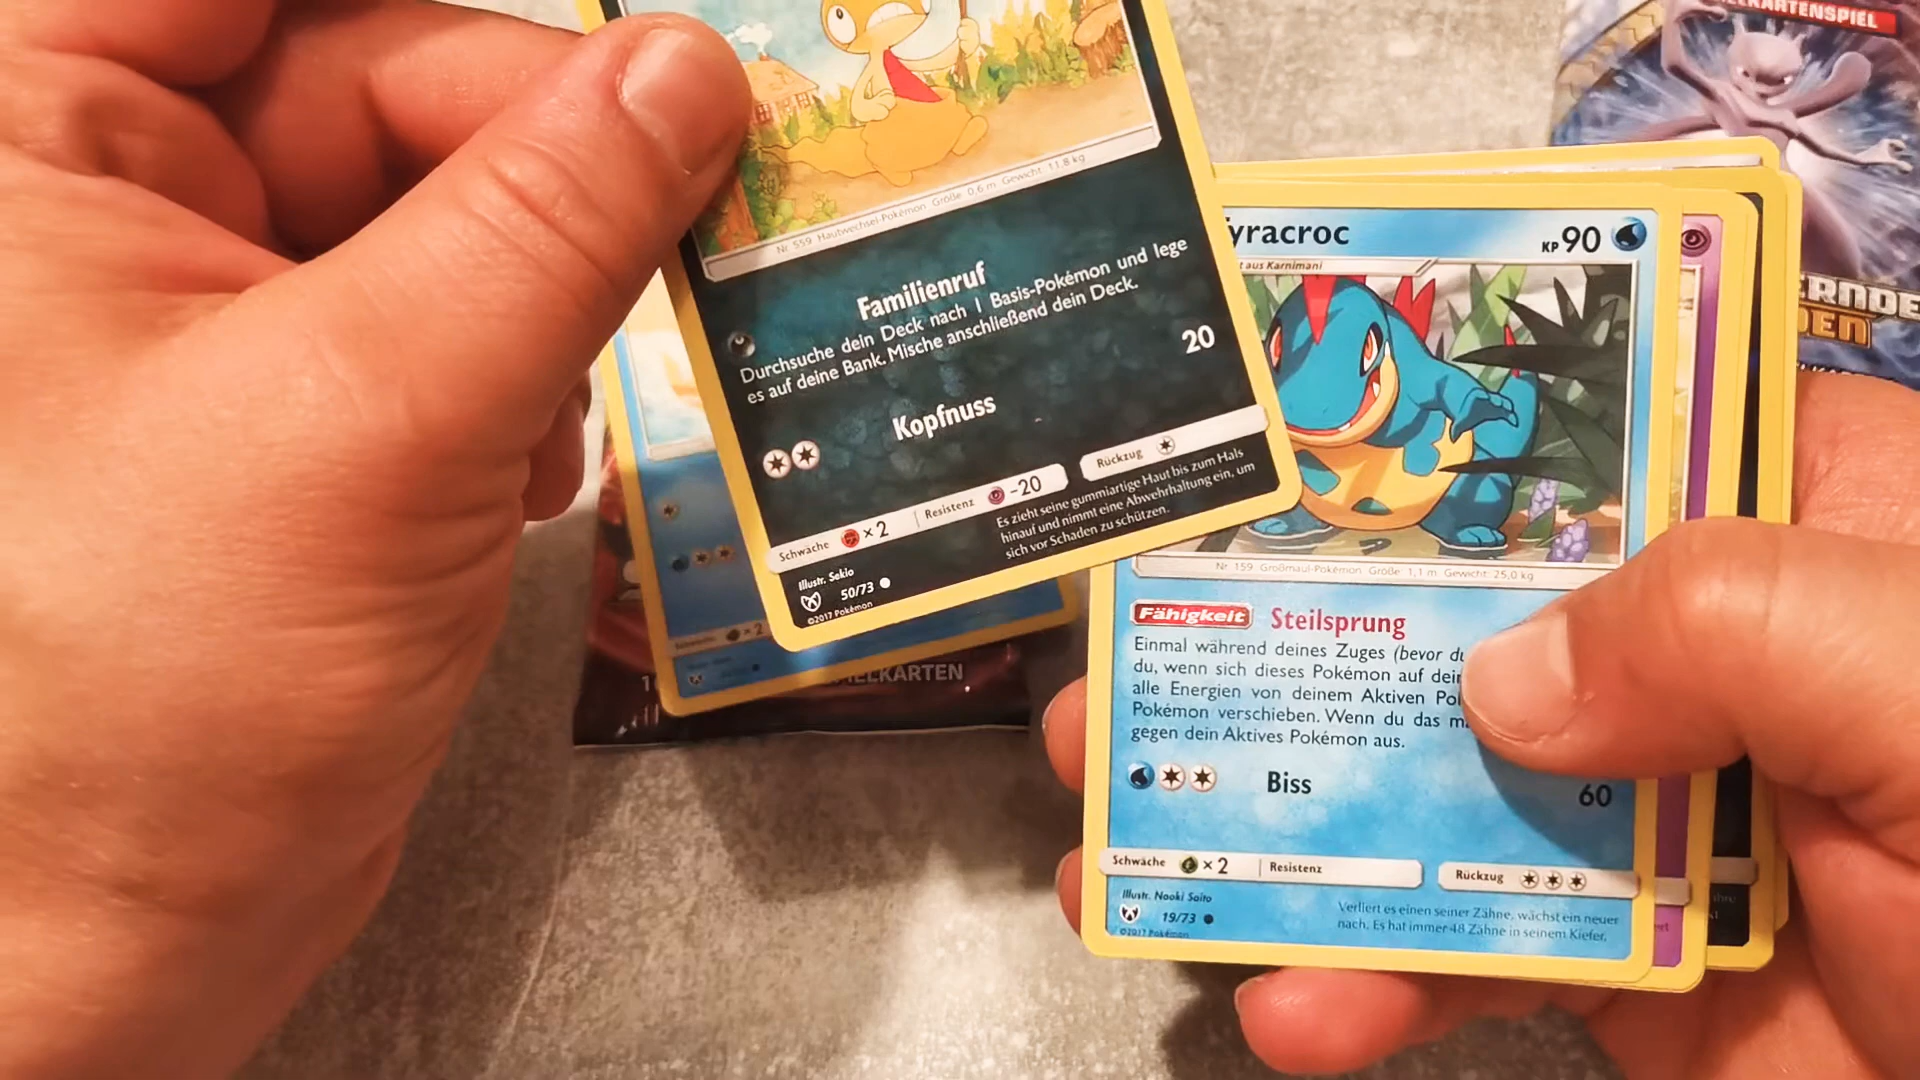 Nr. 559 Hautwechsel-Pokémon Größe: 0,6 m Gewicht: 11,8 kg
Familienruf
Durchsuche dein Deck nach 1 Basis-Pokémon und lege
es auf deine Bank. Mische anschließend dein Deck.
Kopfnuss 20
Schwäche ×2 Resistenz -20 Rückzug
Es zieht seine gummiartige Haut bis zum Hals
hinauf und nimmt eine Abwehrhaltung ein, um
sich vor Schaden zu schützen.
Illustr. Sekio
50/73
©2017 Pokémon
×2
yracroc KP 90
t aus Karnimani
Nr. 159 Großmaul-Pokémon Größe: 1,1 m Gewicht: 25,0 kg
Fähigkeit Steilsprung
Einmal während deines Zuges (bevor du
du, wenn sich dieses Pokémon auf dein
alle Energien von deinem Aktiven Po
Pokémon verschieben. Wenn du das m
gegen dein Aktives Pokémon aus.
Biss 60
Schwäche ×2 Resistenz Rückzug
Illustr. Naoki Saito
19/73
©2017 Pokémon
Verliert es einen seiner Zähne, wächst ein neuer
nach. Es hat immer 48 Zähne in seinem Kiefer.
ELKARTEN
KARTENSPIEL
ERNDE
DEN